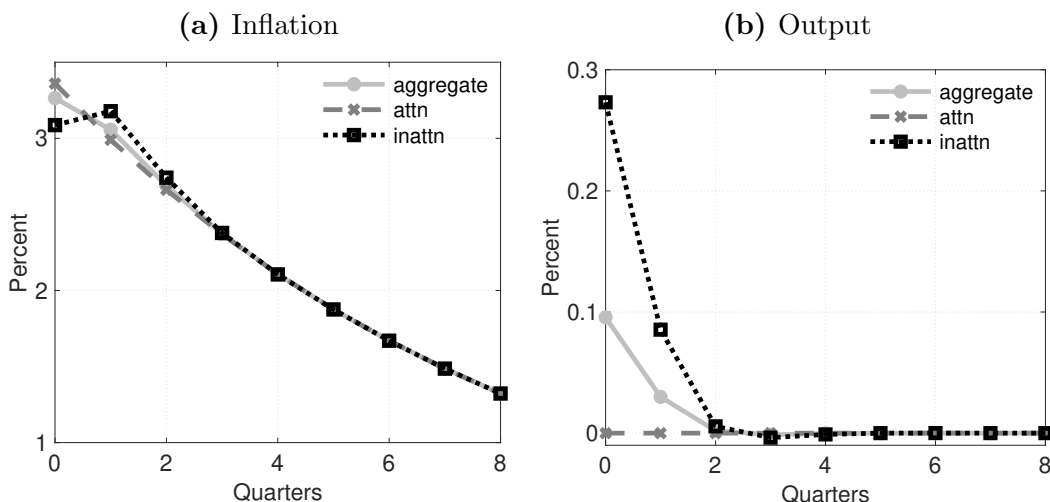 (a) Inflation
aggregate
attn
inattn
3
2
1
Percent
0 2 4 6 8
Quarters
(b) Output
aggregate
attn
inattn
0.3
0.2
0.1
0
Percent
0 2 4 6 8
Quarters